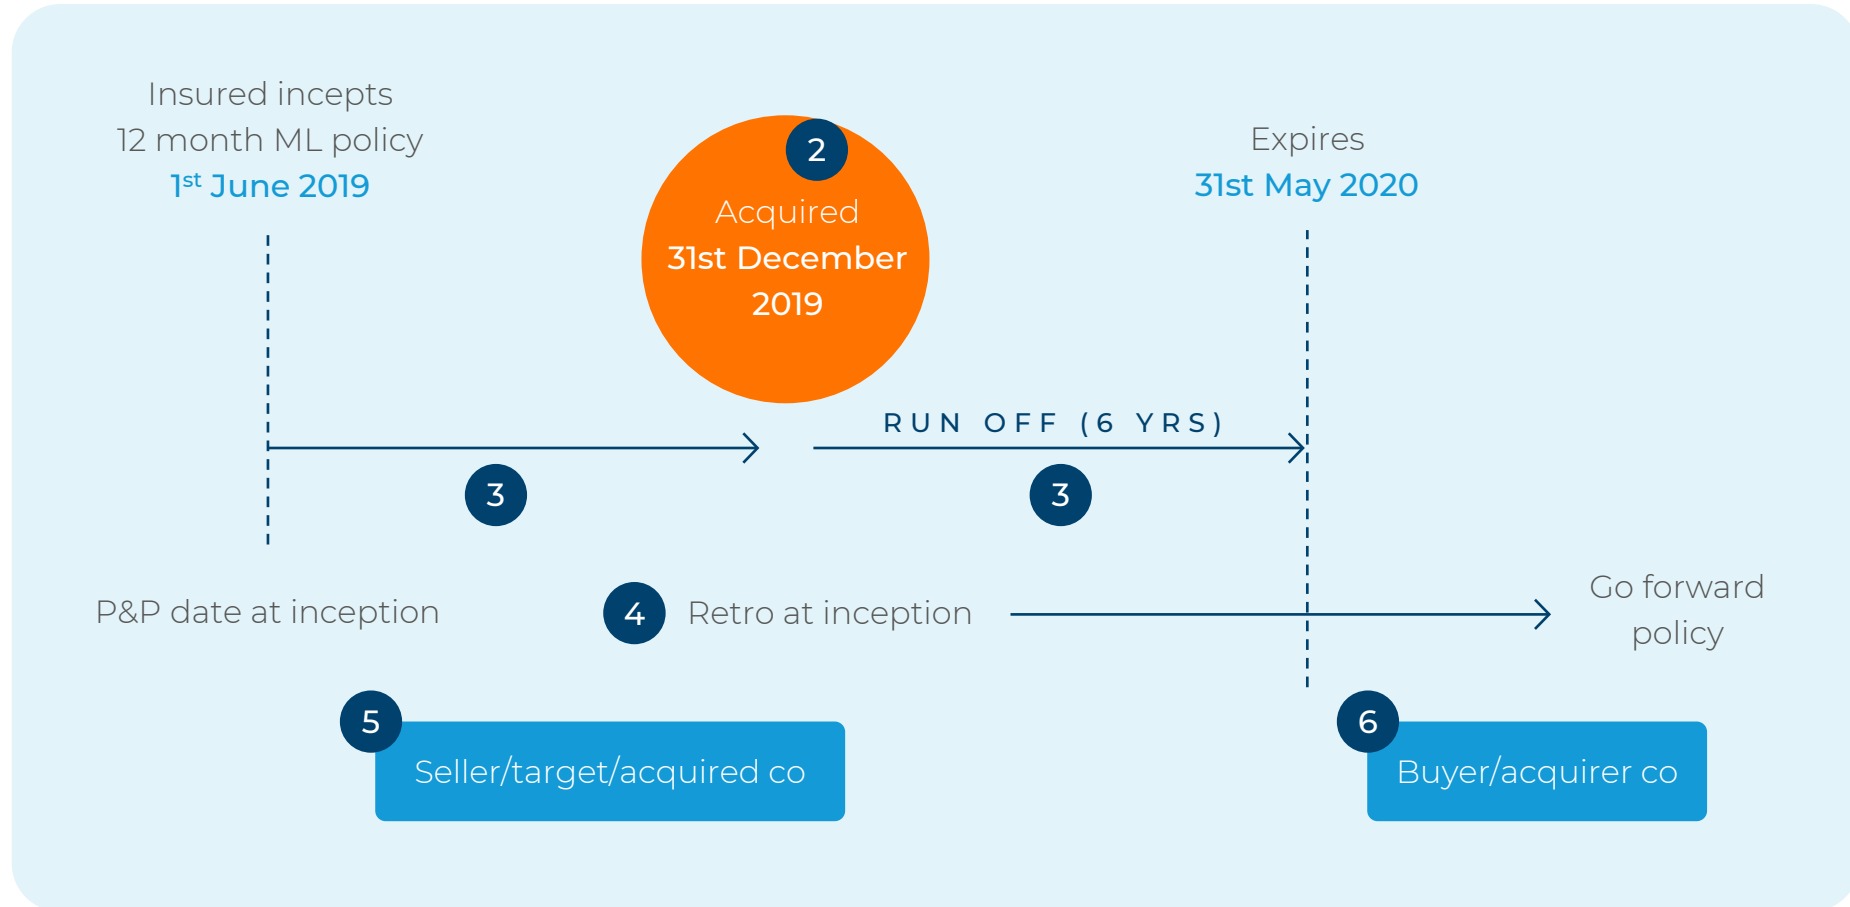 Insured incepts
12 month ML policy
1st June 2019
2
Acquired
31st December
2019
Expires
31st May 2020
RUN OFF (6 YRS)
3
3
P&P date at inception
4
Retro at inception
Go forward
policy
5
Seller/target/acquired co
6
Buyer/acquirer co